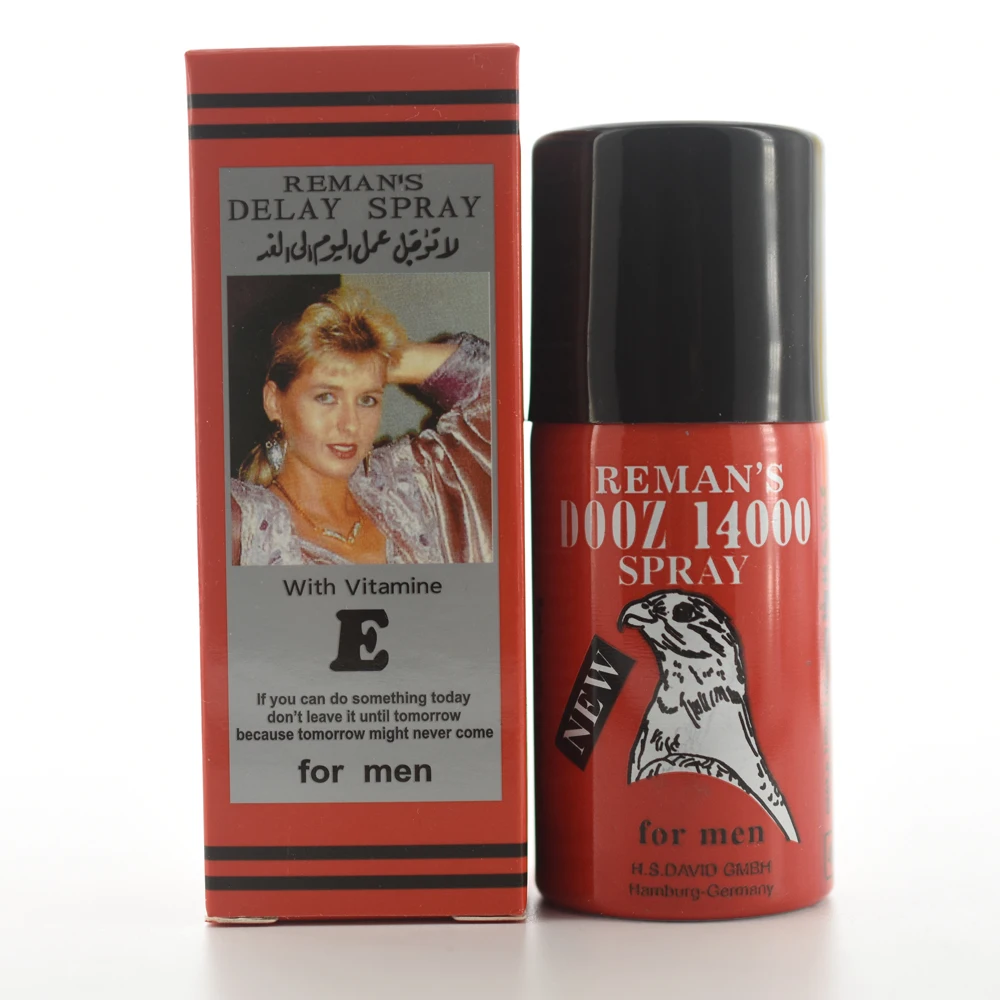 REMAN'S
DELAY SPRAY
لا تؤجل عمل اليوم الى الغد
With Vitamine
E
If you can do something today
don't leave it until tomorrow
because tomorrow might never come
for men
REMAN'S
DOOZ 14000
SPRAY
NEW
for men
H.S.DAVID GMBH
Hamburg-Germany